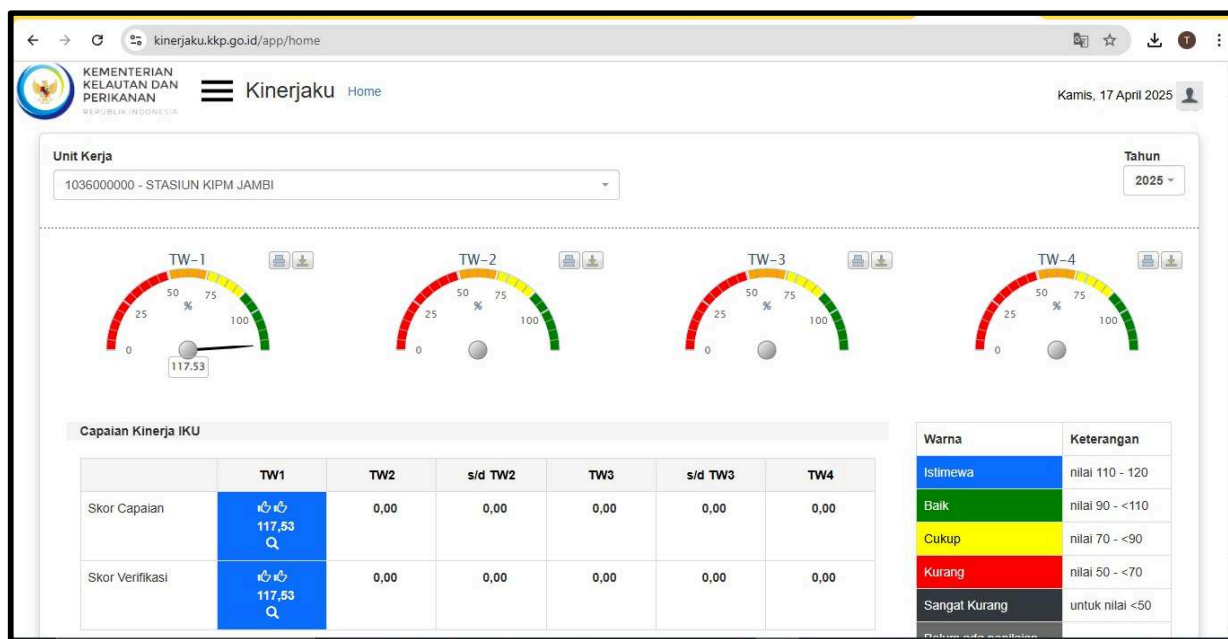 kinerjaku.kkp.go.id/app/home
T
KEMENTERIAN
KELAUTAN DAN
PERIKANAN
REPUBLIK INDONESIA
Kinerjaku Home
Kamis, 17 April 2025
Unit Kerja
Tahun
1036000000 - STASIUN KIPM JAMBI
2025
TW-1
0
25
50
75
100
%
117.53
TW-2
0
25
50
75
100
%
TW-3
0
25
50
75
100
%
TW-4
0
25
50
75
100
%
Capaian Kinerja IKU
TW1 TW2 s/d TW2 TW3 s/d TW3 TW4
Skor Capaian 117,53 0,00 0,00 0,00 0,00 0,00
Skor Verifikasi 117,53 0,00 0,00 0,00 0,00 0,00
Warna Keterangan
Istimewa nilai 110 - 120
Baik nilai 90 - <110
Cukup nilai 70 - <90
Kurang nilai 50 - <70
Sangat Kurang untuk nilai <50
Belum ada penilaian